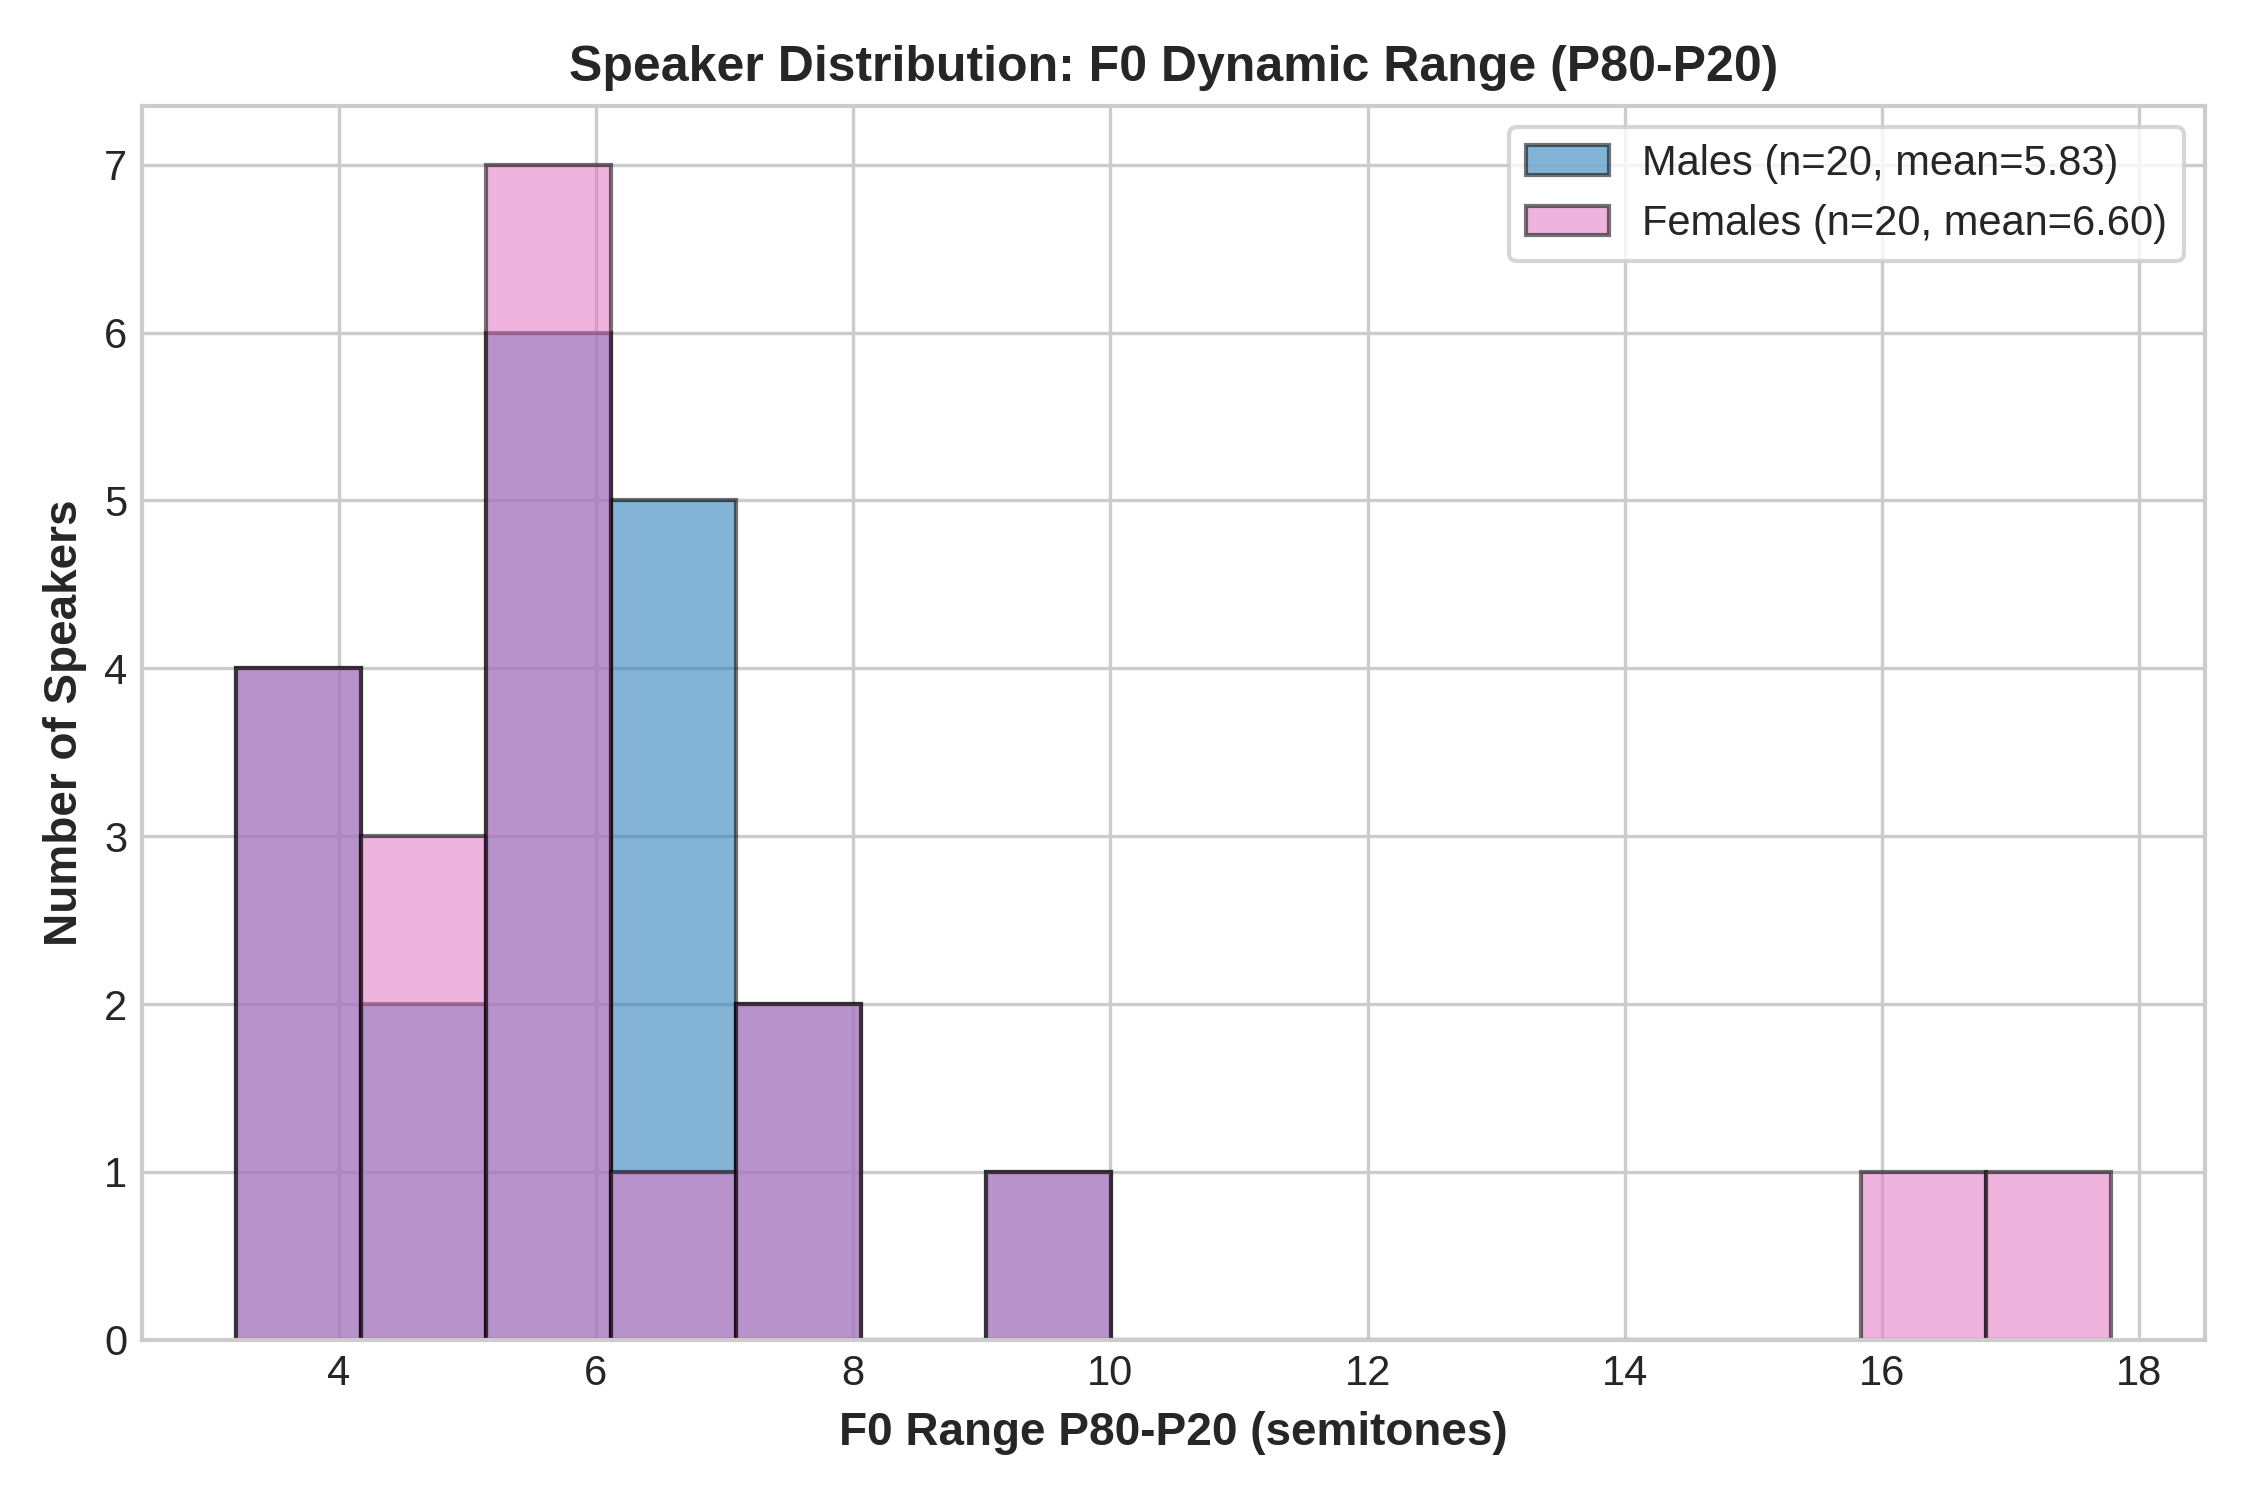 Speaker Distribution: F0 Dynamic Range (P80-P20)
Males (n=20, mean=5.83)
Females (n=20, mean=6.60)
Number of Speakers
7
6
5
4
3
2
1
0
4 6 8 10 12 14 16 18
F0 Range P80-P20 (semitones)